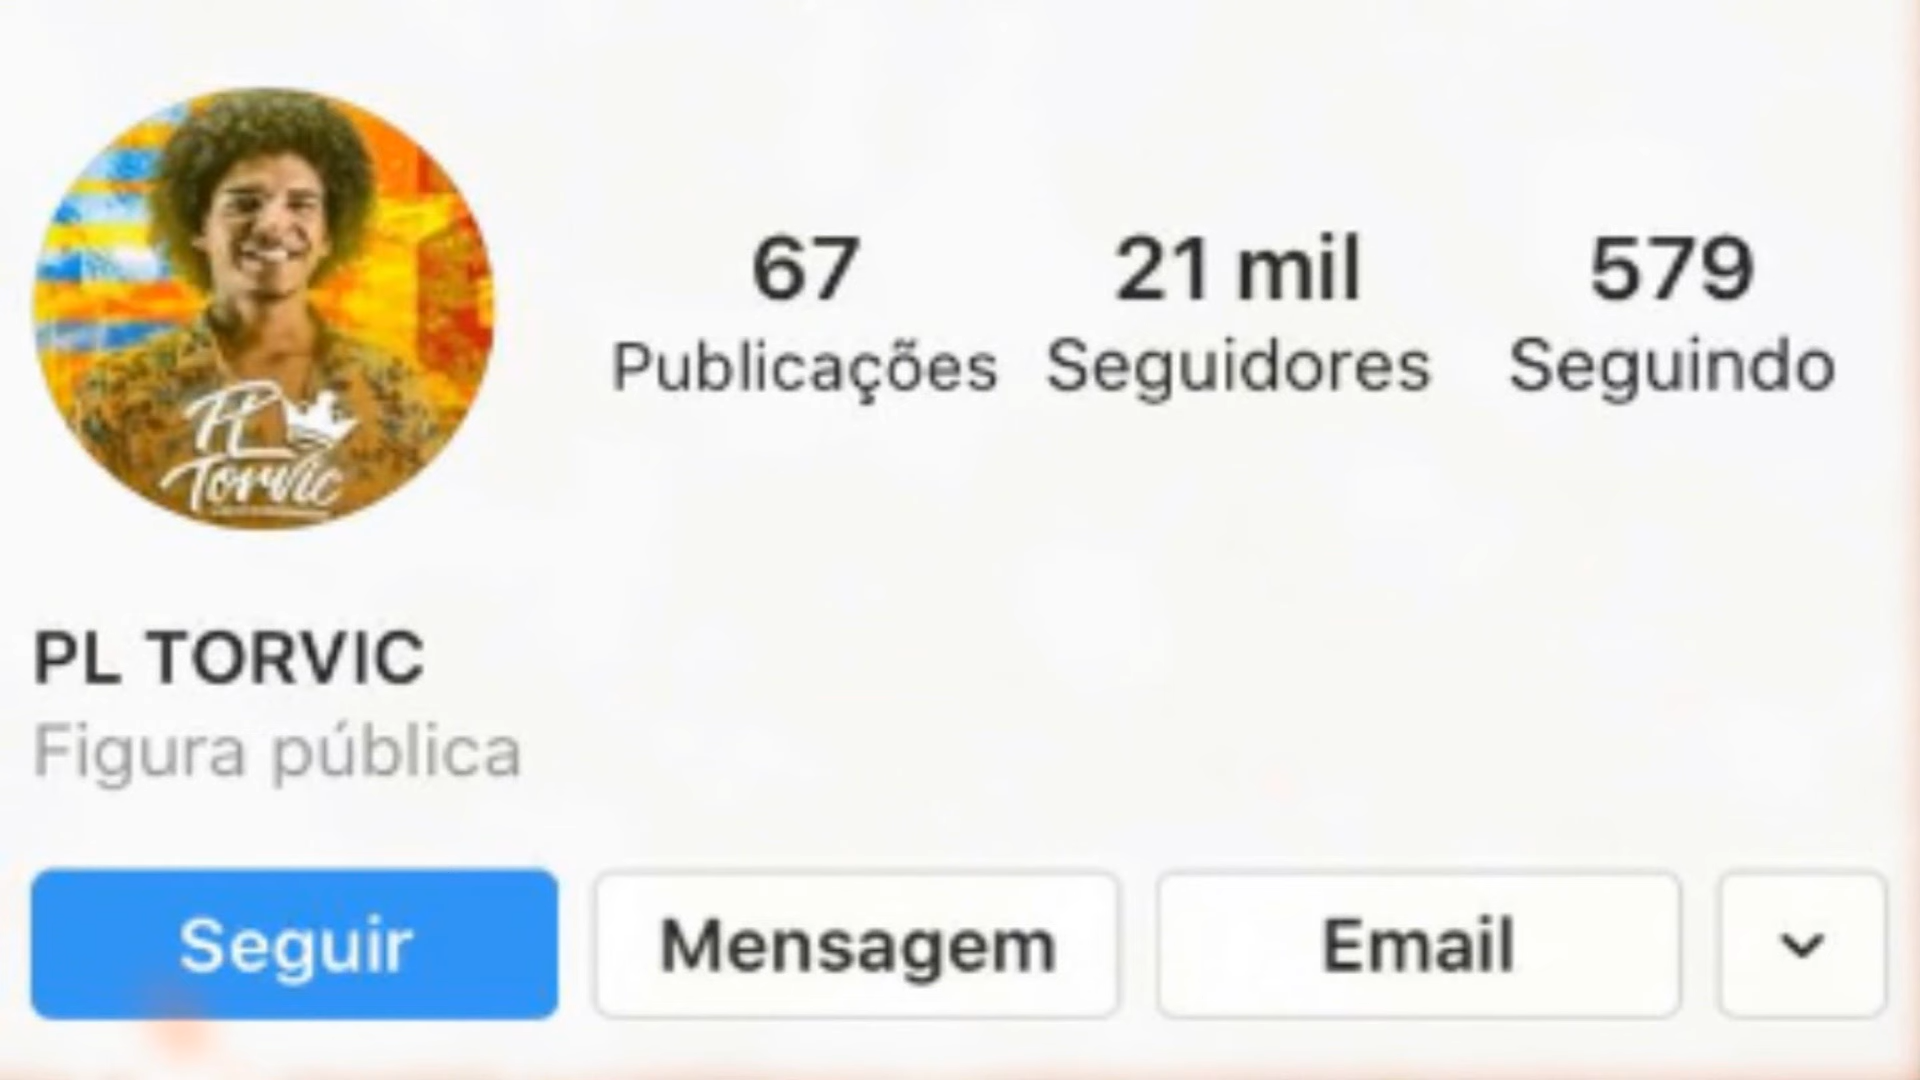 PL
Torvic
67 21 mil 579
Publicações Seguidores Seguindo
PL TORVIC
Figura pública
Seguir Mensagem Email